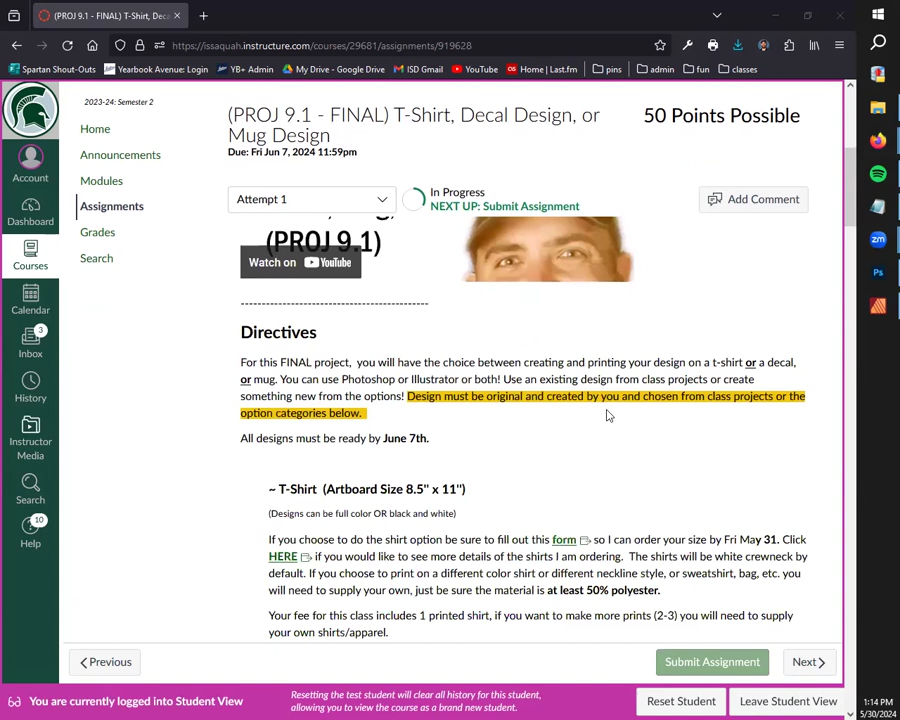 (PROJ 9.1 - FINAL) T-Shirt, Deca
https://issaquah.instructure.com/courses/29681/assignments/919628
Spartan Shout-Outs
Yearbook Avenue: Login
YB+ Admin
My Drive - Google Drive
ISD Gmail
YouTube
Home | Last.fm
pins
admin
fun
classes
2023-24: Semester 2
Home
Announcements
Modules
Assignments
Grades
Search
Account
Dashboard
Courses
Calendar
3
Inbox
History
Instructor
Media
Search
10
Help
(PROJ 9.1 - FINAL) T-Shirt, Decal Design, or
Mug Design
50 Points Possible
Due: Fri Jun 7, 2024 11:59pm
Attempt 1
In Progress
NEXT UP: Submit Assignment
Add Comment
(PROJ 9.1)
Watch on YouTube
--------------------------------------------
Directives
For this FINAL project, you will have the choice between creating and printing your design on a t-shirt or a decal,
or mug. You can use Photoshop or Illustrator or both! Use an existing design from class projects or create
something new from the options! Design must be original and created by you and chosen from class projects or the
option categories below.
All designs must be ready by June 7th.
~ T-Shirt (Artboard Size 8.5" x 11")
(Designs can be full color OR black and white)
If you choose to do the shirt option be sure to fill out this form so I can order your size by Fri May 31. Click
HERE if you would like to see more details of the shirts I am ordering. The shirts will be white crewneck by
default. If you choose to print on a different color shirt or different neckline style, or sweatshirt, bag, etc. you
will need to supply your own, just be sure the material is at least 50% polyester.
Your fee for this class includes 1 printed shirt, if you want to make more prints (2-3) you will need to supply
your own shirts/apparel.
Previous
Submit Assignment
Next
You are currently logged into Student View
Resetting the test student will clear all history for this student,
allowing you to view the course as a brand new student.
Reset Student
Leave Student View
zm
Ps
1:14 PM
5/30/2024